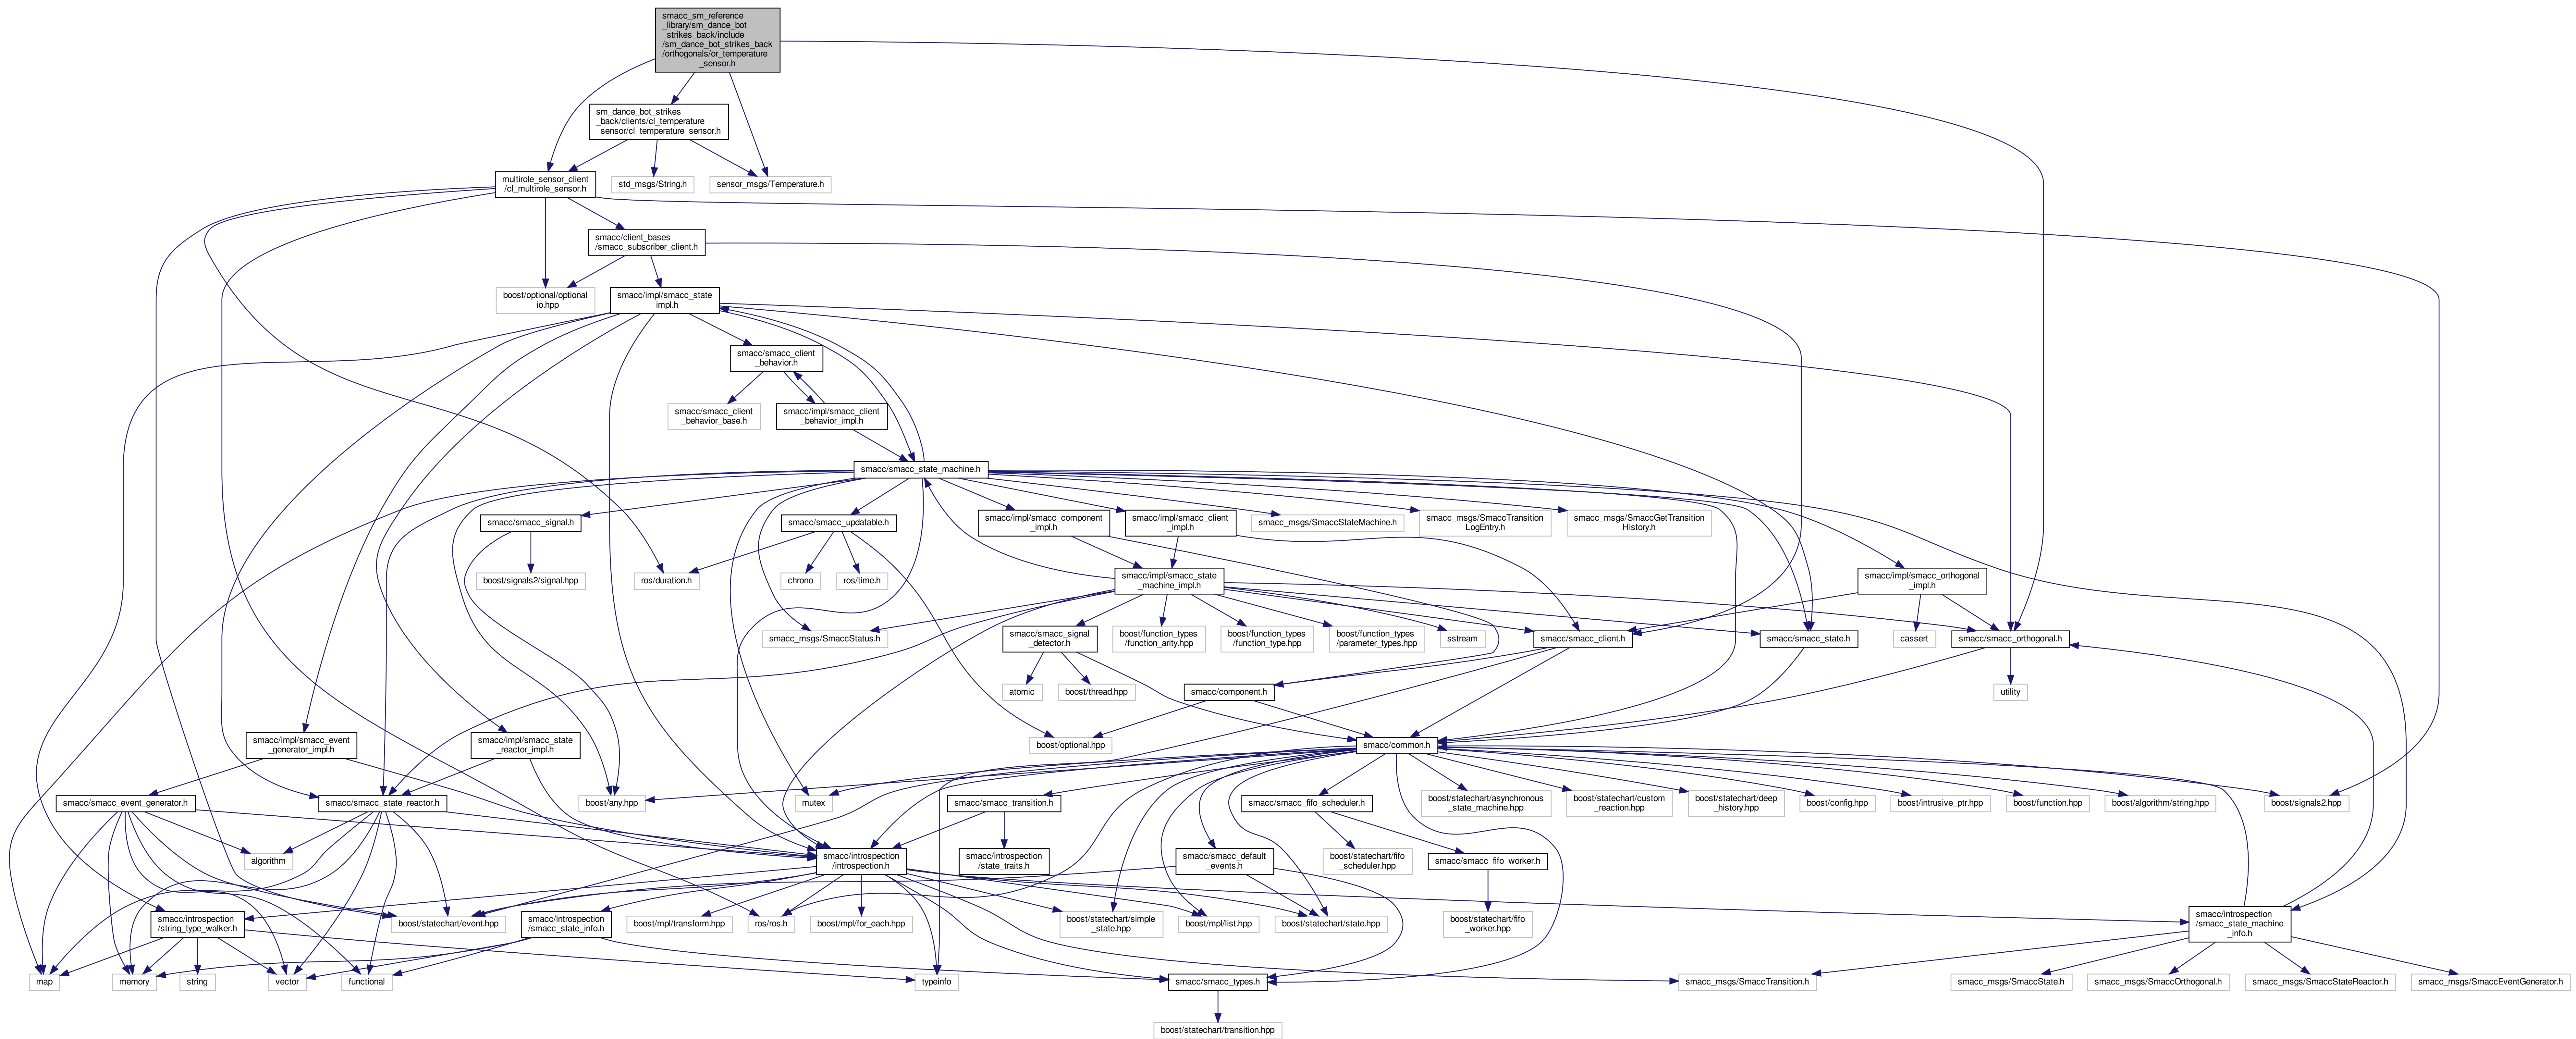 smacc_sm_reference
_library/sm_dance_bot
_strikes_back/include
/sm_dance_bot_strikes_back
/orthogonals/or_temperature
_sensor.h
sm_dance_bot_strikes
_back/clients/cl_temperature
_sensor/cl_temperature_sensor.h
multirole_sensor_client
/cl_multirole_sensor.h
std_msgs/String.h
sensor_msgs/Temperature.h
smacc/client_bases
/smacc_subscriber_client.h
boost/optional/optional
_io.hpp
smacc/impl/smacc_state
_impl.h
smacc/smacc_client
_behavior.h
smacc/smacc_client
_behavior_base.h
smacc/impl/smacc_client
_behavior_impl.h
smacc/smacc_state_machine.h
smacc/smacc_signal.h
smacc/smacc_updatable.h
smacc/impl/smacc_component
_impl.h
smacc/impl/smacc_client
_impl.h
smacc_msgs/SmaccStateMachine.h
smacc_msgs/SmaccTransition
LogEntry.h
smacc_msgs/SmaccGetTransition
History.h
boost/signals2/signal.hpp
ros/duration.h
chrono
ros/time.h
smacc/impl/smacc_state
_machine_impl.h
smacc/impl/smacc_orthogonal
_impl.h
smacc_msgs/SmaccStatus.h
smacc/smacc_signal
_detector.h
boost/function_types
/function_arity.hpp
boost/function_types
/function_type.hpp
boost/function_types
/parameter_types.hpp
sstream
smacc/smacc_client.h
smacc/smacc_state.h
cassert
smacc/smacc_orthogonal.h
atomic
boost/thread.hpp
smacc/component.h
utility
smacc/impl/smacc_event
_generator_impl.h
smacc/impl/smacc_state
_reactor_impl.h
boost/optional.hpp
smacc/common.h
smacc/smacc_event_generator.h
smacc/smacc_state_reactor.h
boost/any.hpp
mutex
smacc/smacc_transition.h
smacc/smacc_fifo_scheduler.h
boost/statechart/asynchronous
_state_machine.hpp
boost/statechart/custom
_reaction.hpp
boost/statechart/deep
_history.hpp
boost/config.hpp
boost/intrusive_ptr.hpp
boost/function.hpp
boost/algorithm/string.hpp
boost/signals2.hpp
algorithm
smacc/introspection
/introspection.h
smacc/introspection
/state_traits.h
smacc/smacc_default
_events.h
boost/statechart/fifo
_scheduler.hpp
smacc/smacc_fifo_worker.h
smacc/introspection
/string_type_walker.h
boost/statechart/event.hpp
smacc/introspection
/smacc_state_info.h
boost/mpl/transform.hpp
ros/ros.h
boost/mpl/for_each.hpp
boost/statechart/simple
_state.hpp
boost/mpl/list.hpp
boost/statechart/state.hpp
boost/statechart/fifo
_worker.hpp
smacc/introspection
/smacc_state_machine
_info.h
map
memory
string
vector
functional
typeinfo
smacc/smacc_types.h
smacc_msgs/SmaccTransition.h
smacc_msgs/SmaccState.h
smacc_msgs/SmaccOrthogonal.h
smacc_msgs/SmaccStateReactor.h
smacc_msgs/SmaccEventGenerator.h
boost/statechart/transition.hpp